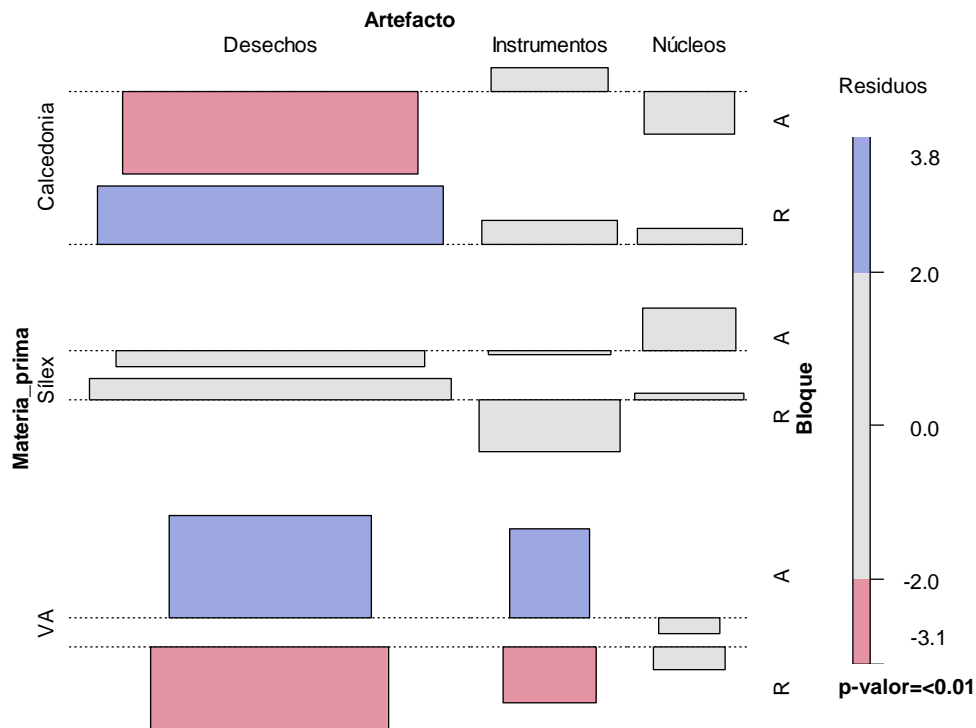 Artefacto
Desechos Instrumentos Núcleos
Residuos
Materia_prima
Calcedonia
Sílex
VA
A
R
A
R
A
R
Bloque
3.8
2.0
0.0
-2.0
-3.1
p-valor=<0.01